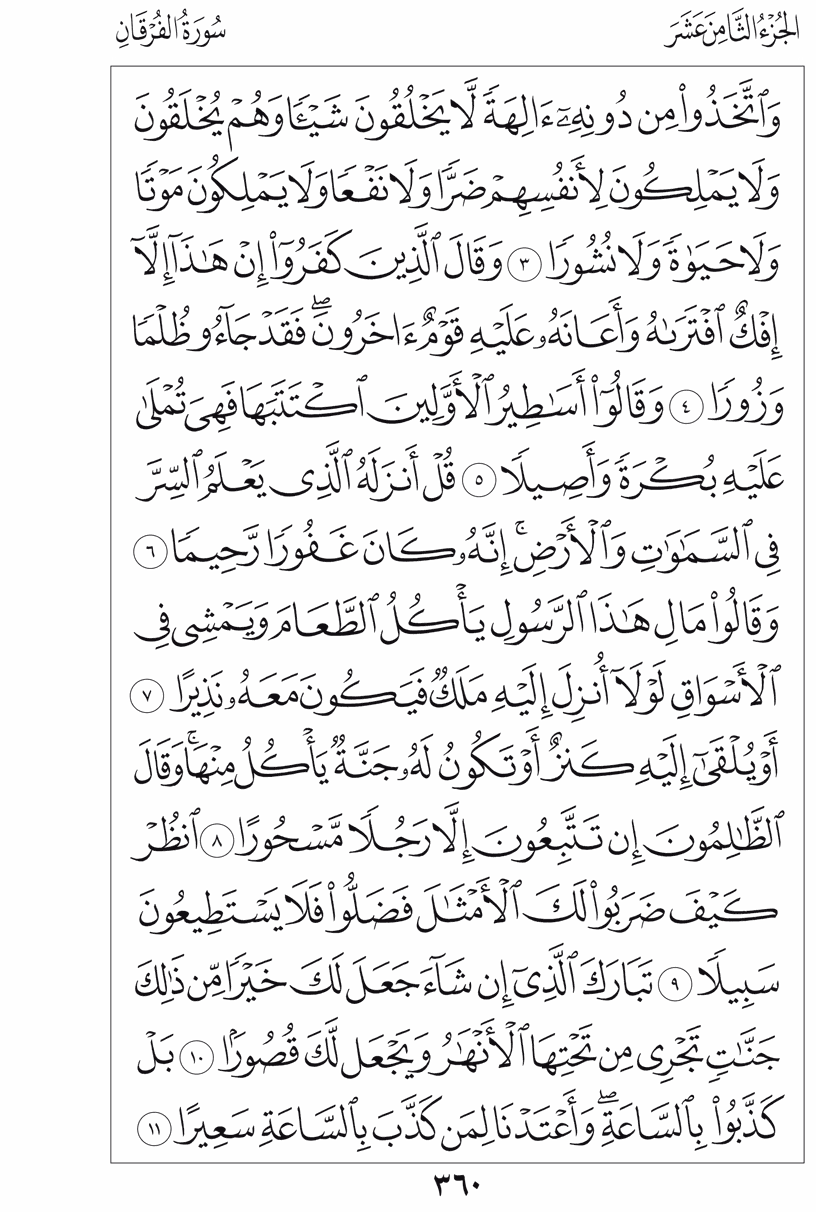 الجُزْءُ الثَّامِنَ عَشَرَ
سُورَةُ الفُرْقَانِ
وَٱتَّخَذُواْ مِن دُونِهِۦٓ ءَالِهَةٗ لَّا يَخۡلُقُونَ شَيۡـٔٗا وَهُمۡ يُخۡلَقُونَ
وَلَا يَمۡلِكُونَ لِأَنفُسِهِمۡ ضَرّٗا وَلَا نَفۡعٗا وَلَا يَمۡلِكُونَ مَوۡتٗا
وَلَا حَيَوٰةٗ وَلَا نُشُورٗا ٣ وَقَالَ ٱلَّذِينَ كَفَرُوٓاْ إِنۡ هَٰذَآ إِلَّآ
إِفۡكٌ ٱفۡتَرَىٰهُ وَأَعَانَهُۥ عَلَيۡهِ قَوۡمٌ ءَاخَرُونَۖ فَقَدۡ جَآءُو ظُلۡمٗا
وَزُورٗا ٤ وَقَالُوٓاْ أَسَٰطِيرُ ٱلۡأَوَّلِينَ ٱكۡتَتَبَهَا فَهِيَ تُمۡلَىٰ
عَلَيۡهِ بُكۡرَةٗ وَأَصِيلٗا ٥ قُلۡ أَنزَلَهُ ٱلَّذِي يَعۡلَمُ ٱلسِّرَّ
فِي ٱلسَّمَٰوَٰتِ وَٱلۡأَرۡضِۚ إِنَّهُۥ كَانَ غَفُورٗا رَّحِيمٗا ٦
وَقَالُواْ مَالِ هَٰذَا ٱلرَّسُولِ يَأۡكُلُ ٱلطَّعَامَ وَيَمۡشِي فِي
ٱلۡأَسۡوَاقِ لَوۡلَآ أُنزِلَ إِلَيۡهِ مَلَكٞ فَيَكُونَ مَعَهُۥ نَذِيرًا ٧
أَوۡ يُلۡقَىٰٓ إِلَيۡهِ كَنزٌ أَوۡ تَكُونُ لَهُۥ جَنَّةٞ يَأۡكُلُ مِنۡهَاۚ وَقَالَ
ٱلظَّٰلِمُونَ إِن تَتَّبِعُونَ إِلَّا رَجُلٗا مَّسۡحُورًا ٨ ٱنظُرۡ
كَيۡفَ ضَرَبُواْ لَكَ ٱلۡأَمۡثَٰلَ فَضَلُّواْ فَلَا يَسۡتَطِيعُونَ
سَبِيلٗا ٩ تَبَارَكَ ٱلَّذِيٓ إِن شَآءَ جَعَلَ لَكَ خَيۡرٗا مِّن ذَٰلِكَ
جَنَّٰتٖ تَجۡرِي مِن تَحۡتِهَا ٱلۡأَنۡهَٰرُ وَيَجۡعَل لَّكَ قُصُورَۢا ١٠ بَلۡ
كَذَّبُواْ بِٱلسَّاعَةِۖ وَأَعۡتَدۡنَا لِمَن كَذَّبَ بِٱلسَّاعَةِ سَعِيرًا ١١
٣٦٠